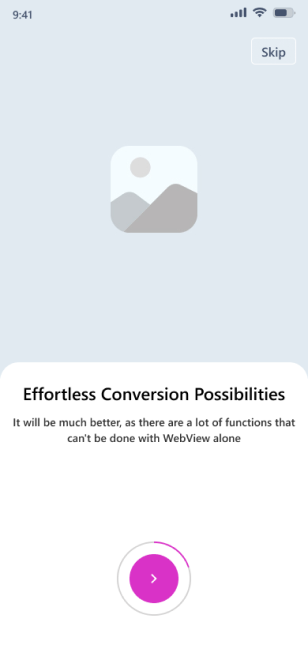 9:41
Skip
Effortless Conversion Possibilities
It will be much better, as there are a lot of functions that
can't be done with WebView alone